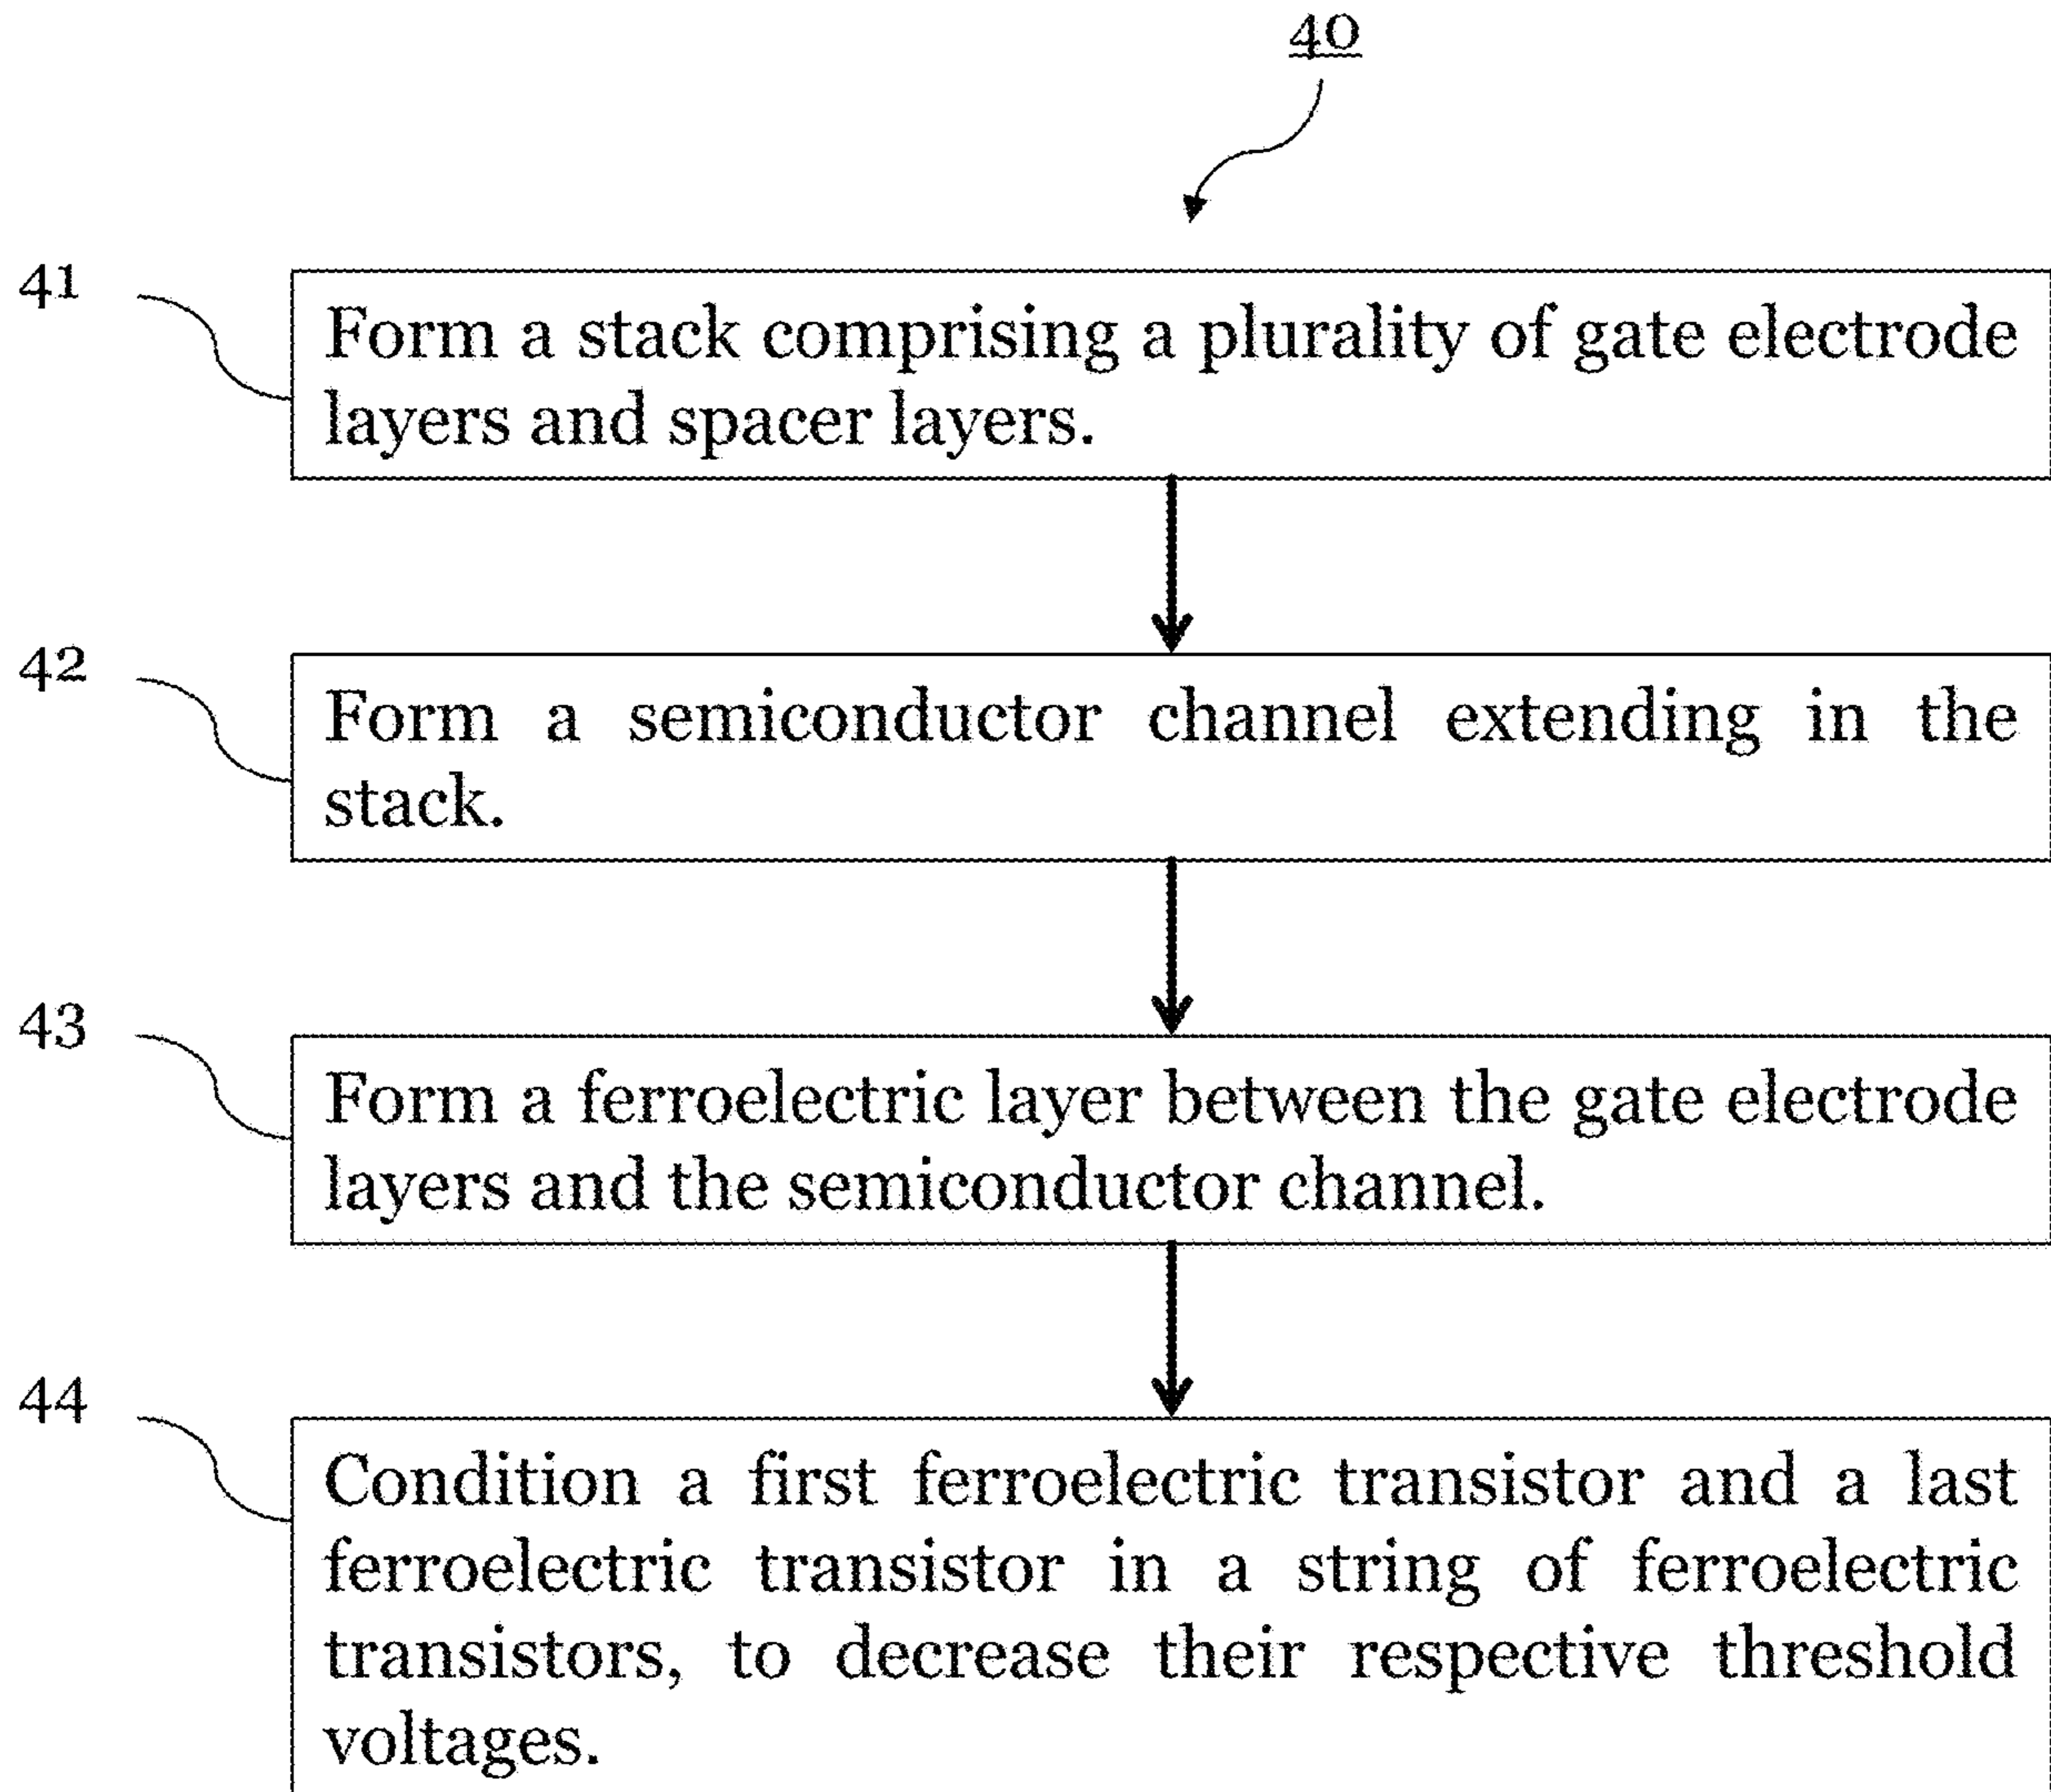 40
41
Form a stack comprising a plurality of gate electrode
layers and spacer layers.
42
Form a semiconductor channel extending in the
stack.
43
Form a ferroelectric layer between the gate electrode
layers and the semiconductor channel.
44
Condition a first ferroelectric transistor and a last
ferroelectric transistor in a string of ferroelectric
transistors, to decrease their respective threshold
voltages.